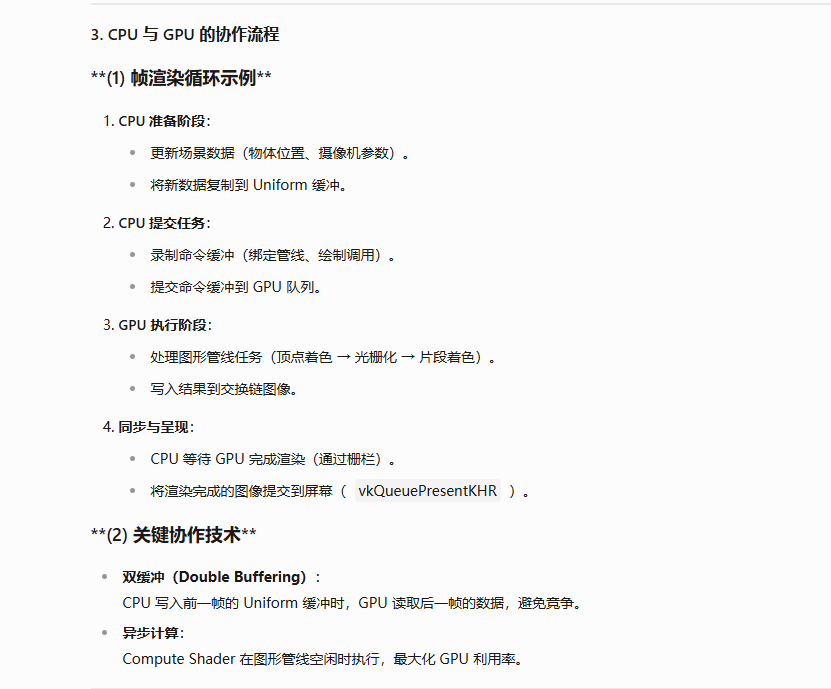 3. CPU 与 GPU 的协作流程
**(1) 帧渲染循环示例**
1. CPU 准备阶段：
• 更新场景数据（物体位置、摄像机参数）。
• 将新数据复制到 Uniform 缓冲。
2. CPU 提交任务：
• 录制命令缓冲（绑定管线、绘制调用）。
• 提交命令缓冲到 GPU 队列。
3. GPU 执行阶段：
• 处理图形管线任务（顶点着色 → 光栅化 → 片段着色）。
• 写入结果到交换链图像。
4. 同步与呈现：
• CPU 等待 GPU 完成渲染（通过栅栏）。
• 将渲染完成的图像提交到屏幕（ vkQueuePresentKHR ）。
**(2) 关键协作技术**
• 双缓冲（Double Buffering）：
CPU 写入前一帧的 Uniform 缓冲时，GPU 读取后一帧的数据，避免竞争。
• 异步计算：
Compute Shader 在图形管线空闲时执行，最大化 GPU 利用率。